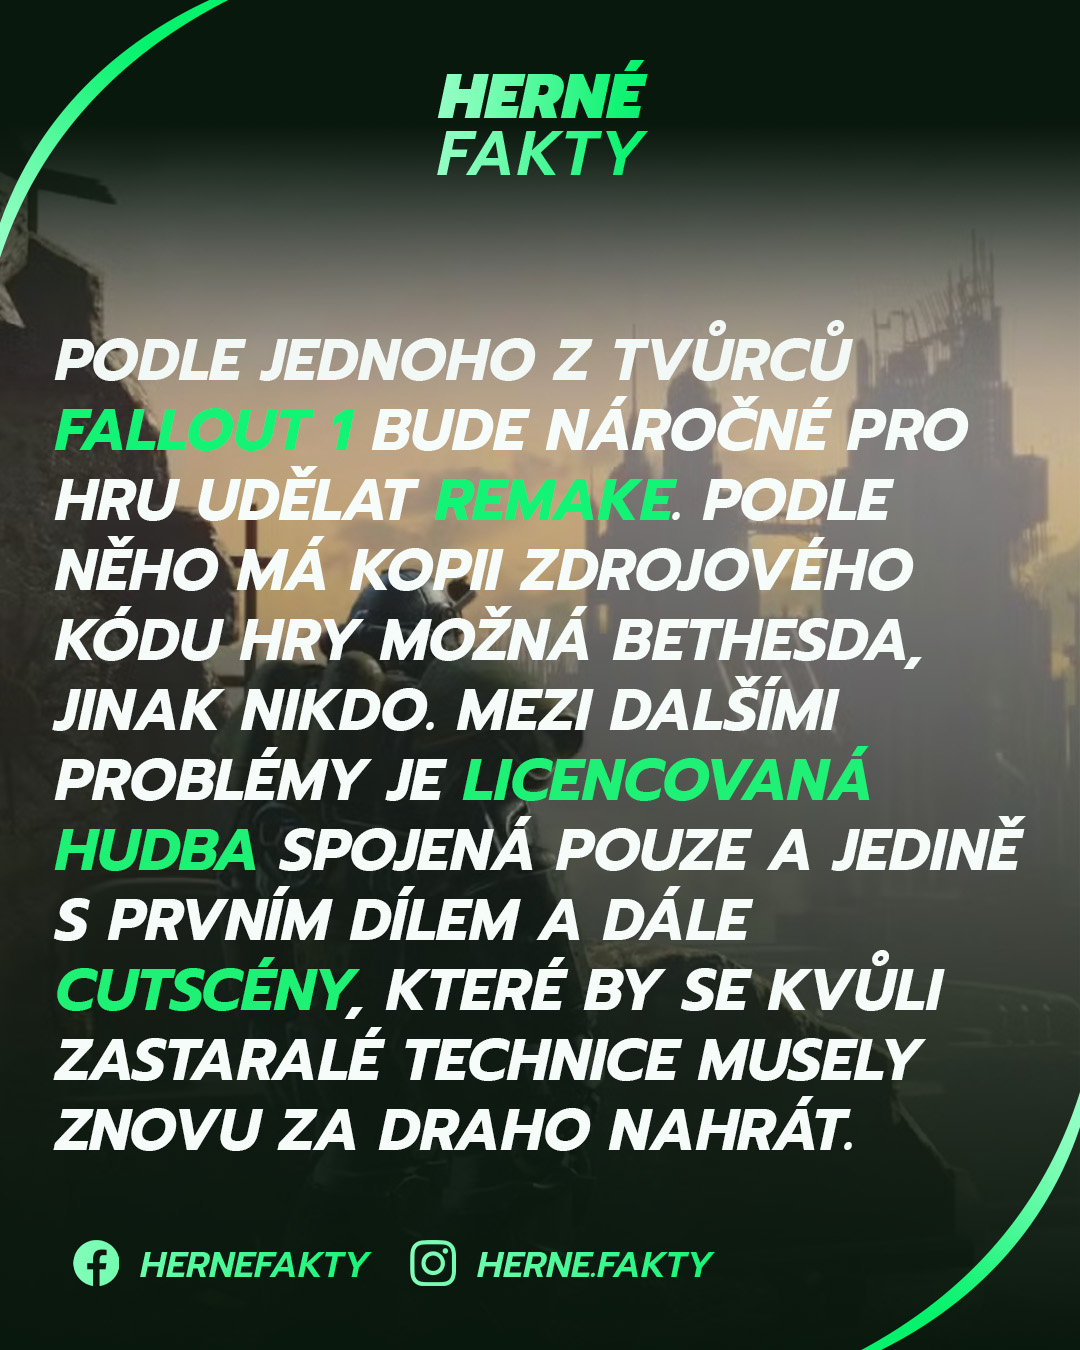 HERNÉ
FAKTY
PODLE JEDNOHO Z TVŮRCŮ
FALLOUT 1 BUDE NÁROČNÉ PRO
HRU UDĚLAT REMAKE. PODLE
NĚHO MÁ KOPII ZDROJOVÉHO
KÓDU HRY MOŽNÁ BETHESDA,
JINAK NIKDO. MEZI DALŠÍMI
PROBLÉMY JE LICENCOVANÁ
HUDBA SPOJENÁ POUZE A JEDINĚ
S PRVNÍM DÍLEM A DÁLE
CUTSCÉNY, KTERÉ BY SE KVŮLI
ZASTARALÉ TECHNICE MUSELY
ZNOVU ZA DRAHO NAHRÁT.
HERNEFAKTY HERNE.FAKTY